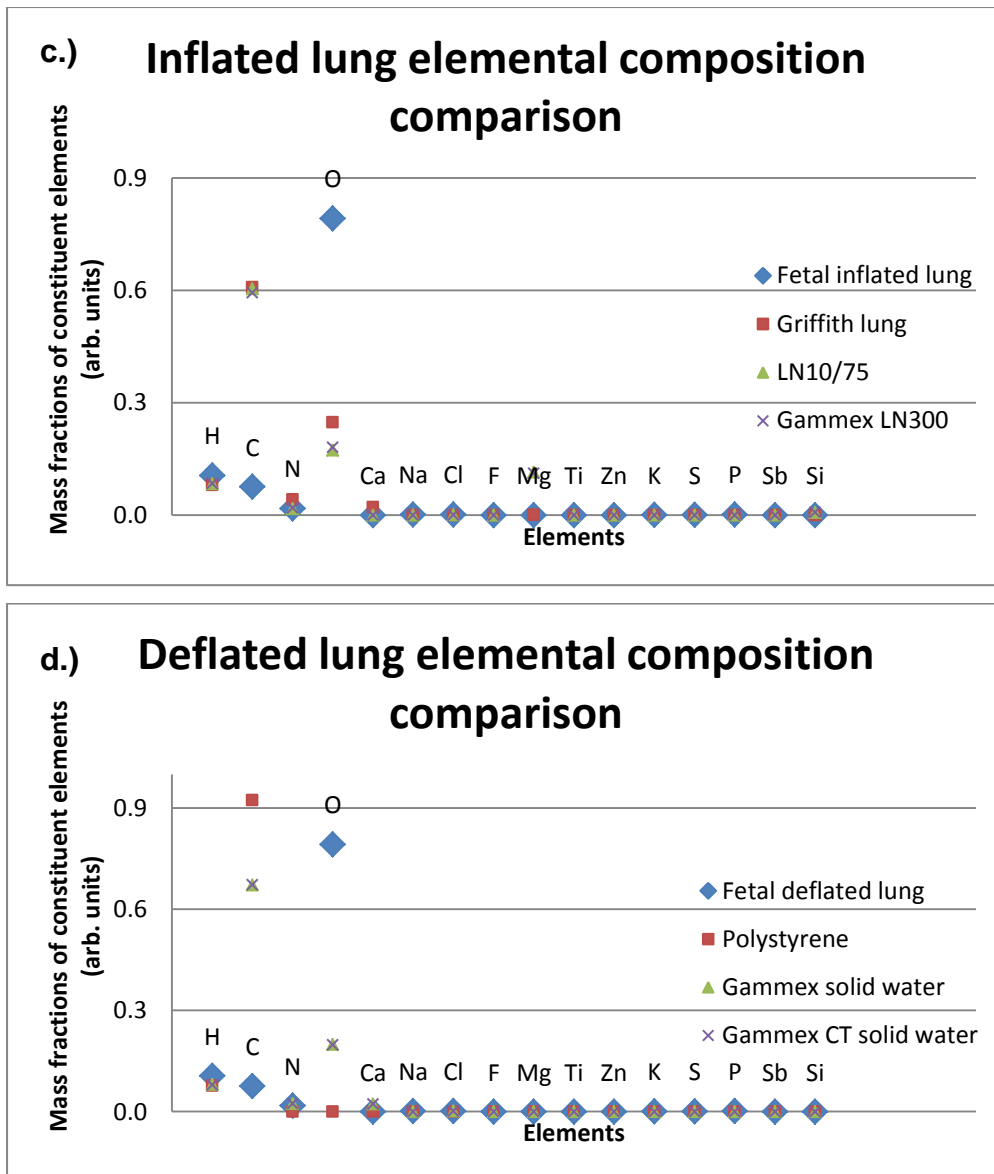 c.)
Inflated lung elemental composition
comparison
Mass fractions of constituent elements
(arb. units)
0.9
0.6
0.3
0.0
H
C
N
O
Ca
Na
Cl
F
Mg
Ti
Zn
K
S
P
Sb
Si
Elements
Fetal inflated lung
Griffith lung
LN10/75
Gammex LN300
d.)
Deflated lung elemental composition
comparison
Mass fractions of constituent elements
(arb. units)
0.9
0.6
0.3
0.0
H
C
N
O
Ca
Na
Cl
F
Mg
Ti
Zn
K
S
P
Sb
Si
Elements
Fetal deflated lung
Polystyrene
Gammex solid water
Gammex CT solid water